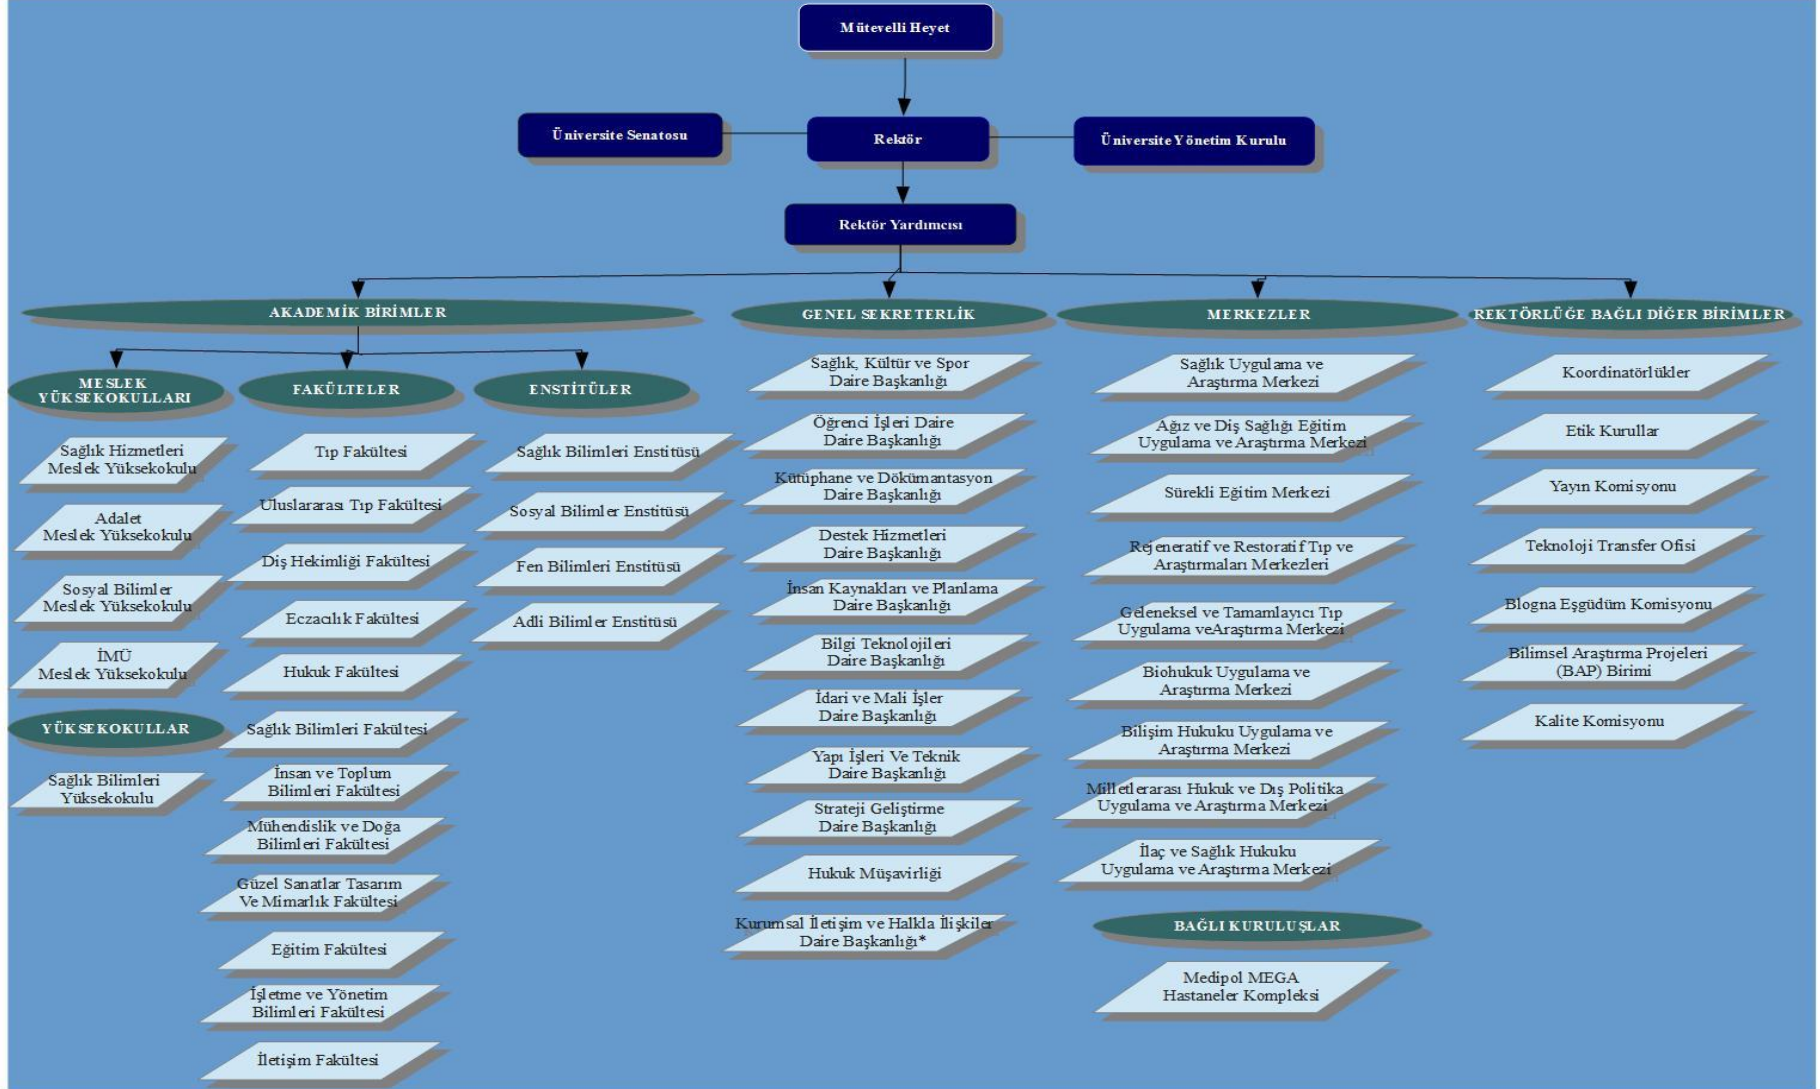 Mütevelli Heyet
Üniversite Senatosu
Rektör
Üniversite Yönetim Kurulu
Rektör Yardımcısı
AKADEMİK BİRİMLER
MESLEK
YÜKSEKOKULLARI
Sağlık Hizmetleri
Meslek Yüksekokulu
Adalet
Meslek Yüksekokulu
Sosyal Bilimler
Meslek Yüksekokulu
İMÜ
Meslek Yüksekokulu
YÜKSEKOKULLAR
Sağlık Bilimleri
Yüksekokulu
FAKÜLTELER
Tıp Fakültesi
Uluslararası Tıp Fakültesi
Diş Hekimliği Fakültesi
Eczacılık Fakültesi
Hukuk Fakültesi
Sağlık Bilimleri Fakültesi
İnsan ve Toplum
Bilimleri Fakültesi
Mühendislik ve Doğa
Bilimleri Fakültesi
Güzel Sanatlar Tasarım
Ve Mimarlık Fakültesi
Eğitim Fakültesi
İşletme ve Yönetim
Bilimleri Fakültesi
İletişim Fakültesi
ENSTİTÜLER
Sağlık Bilimleri Enstitüsü
Sosyal Bilimler Enstitüsü
Fen Bilimleri Enstitüsü
Adli Bilimler Enstitüsü
GENEL SEKRETERLİK
Sağlık, Kültür ve Spor
Daire Başkanlığı
Öğrenci İşleri Daire
Daire Başkanlığı
Kütüphane ve Dökümantasyon
Daire Başkanlığı
Destek Hizmetleri
Daire Başkanlığı
İnsan Kaynakları ve Planlama
Daire Başkanlığı
Bilgi Teknolojileri
Daire Başkanlığı
İdari ve Mali İşler
Daire Başkanlığı
Yapı İşleri Ve Teknik
Daire Başkanlığı
Strateji Geliştirme
Daire Başkanlığı
Hukuk Müşavirliği
Kurumsal İletişim ve Halkla İlişkiler
Daire Başkanlığı*
MERKEZLER
Sağlık Uygulama ve
Araştırma Merkezi
Ağız ve Diş Sağlığı Eğitim
Uygulama ve Araştırma Merkezi
Sürekli Eğitim Merkezi
Rejeneratif ve Restoratif Tıp ve
Araştırmaları Merkezleri
Geleneksel ve Tamamlayıcı Tıp
Uygulama veAraştırma Merkezi
Biohukuk Uygulama ve
Araştırma Merkezi
Bilişim Hukuku Uygulama ve
Araştırma Merkezi
Milletlerarası Hukuk ve Dış Politika
Uygulama ve Araştırma Merkezi
İlaç ve Sağlık Hukuku
Uygulama ve Araştırma Merkezi
BAĞLI KURULUŞLAR
Medipol MEGA
Hastaneler Kompleksi
REKTÖRLÜĞE BAĞLI DİĞER BİRİMLER
Koordinatörlükler
Etik Kurullar
Yayın Komisyonu
Teknoloji Transfer Ofisi
Blogna Eşgüdüm Komisyonu
Bilimsel Araştırma Projeleri
(BAP) Birimi
Kalite Komisyonu